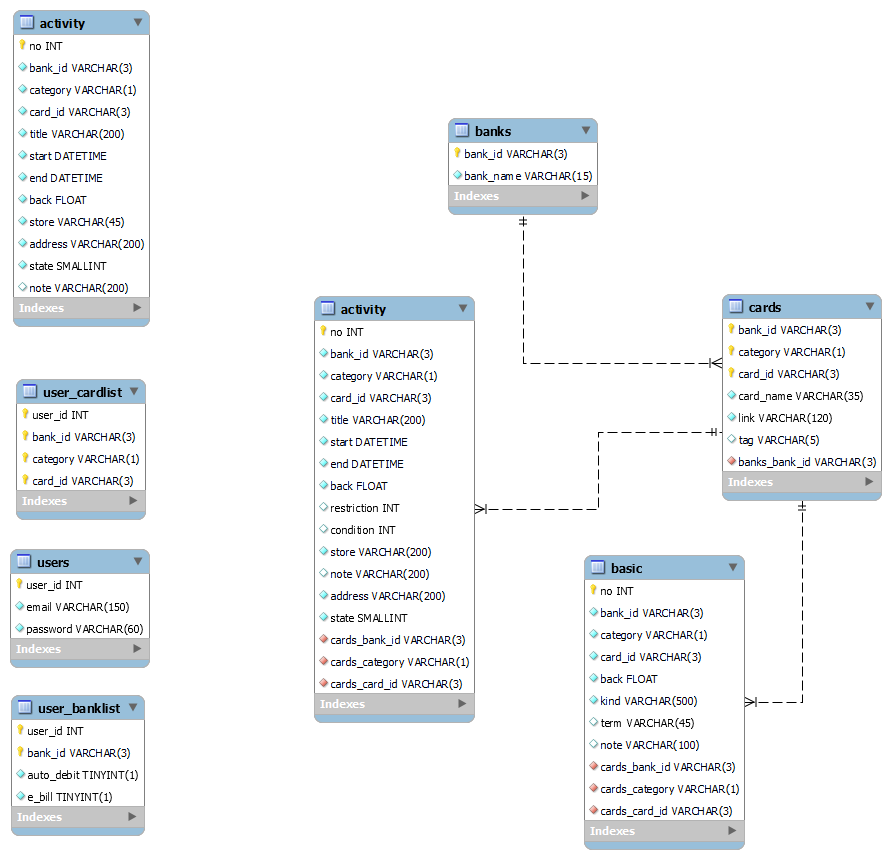 activity
no INT
bank_id VARCHAR(3)
category VARCHAR(1)
card_id VARCHAR(3)
title VARCHAR(200)
start DATETIME
end DATETIME
back FLOAT
store VARCHAR(45)
address VARCHAR(200)
state SMALLINT
note VARCHAR(200)
Indexes
user_cardlist
user_id INT
bank_id VARCHAR(3)
category VARCHAR(1)
card_id VARCHAR(3)
Indexes
users
user_id INT
email VARCHAR(150)
password VARCHAR(60)
Indexes
user_banklist
user_id INT
bank_id VARCHAR(3)
auto_debit TINYINT(1)
e_bill TINYINT(1)
Indexes
banks
bank_id VARCHAR(3)
bank_name VARCHAR(15)
Indexes
activity
no INT
bank_id VARCHAR(3)
category VARCHAR(1)
card_id VARCHAR(3)
title VARCHAR(200)
start DATETIME
end DATETIME
back FLOAT
restriction INT
condition INT
store VARCHAR(200)
note VARCHAR(200)
address VARCHAR(200)
state SMALLINT
cards_bank_id VARCHAR(3)
cards_category VARCHAR(1)
cards_card_id VARCHAR(3)
Indexes
cards
bank_id VARCHAR(3)
category VARCHAR(1)
card_id VARCHAR(3)
card_name VARCHAR(35)
link VARCHAR(120)
tag VARCHAR(5)
banks_bank_id VARCHAR(3)
Indexes
basic
no INT
bank_id VARCHAR(3)
category VARCHAR(1)
card_id VARCHAR(3)
back FLOAT
kind VARCHAR(500)
term VARCHAR(45)
note VARCHAR(100)
cards_bank_id VARCHAR(3)
cards_category VARCHAR(1)
cards_card_id VARCHAR(3)
Indexes